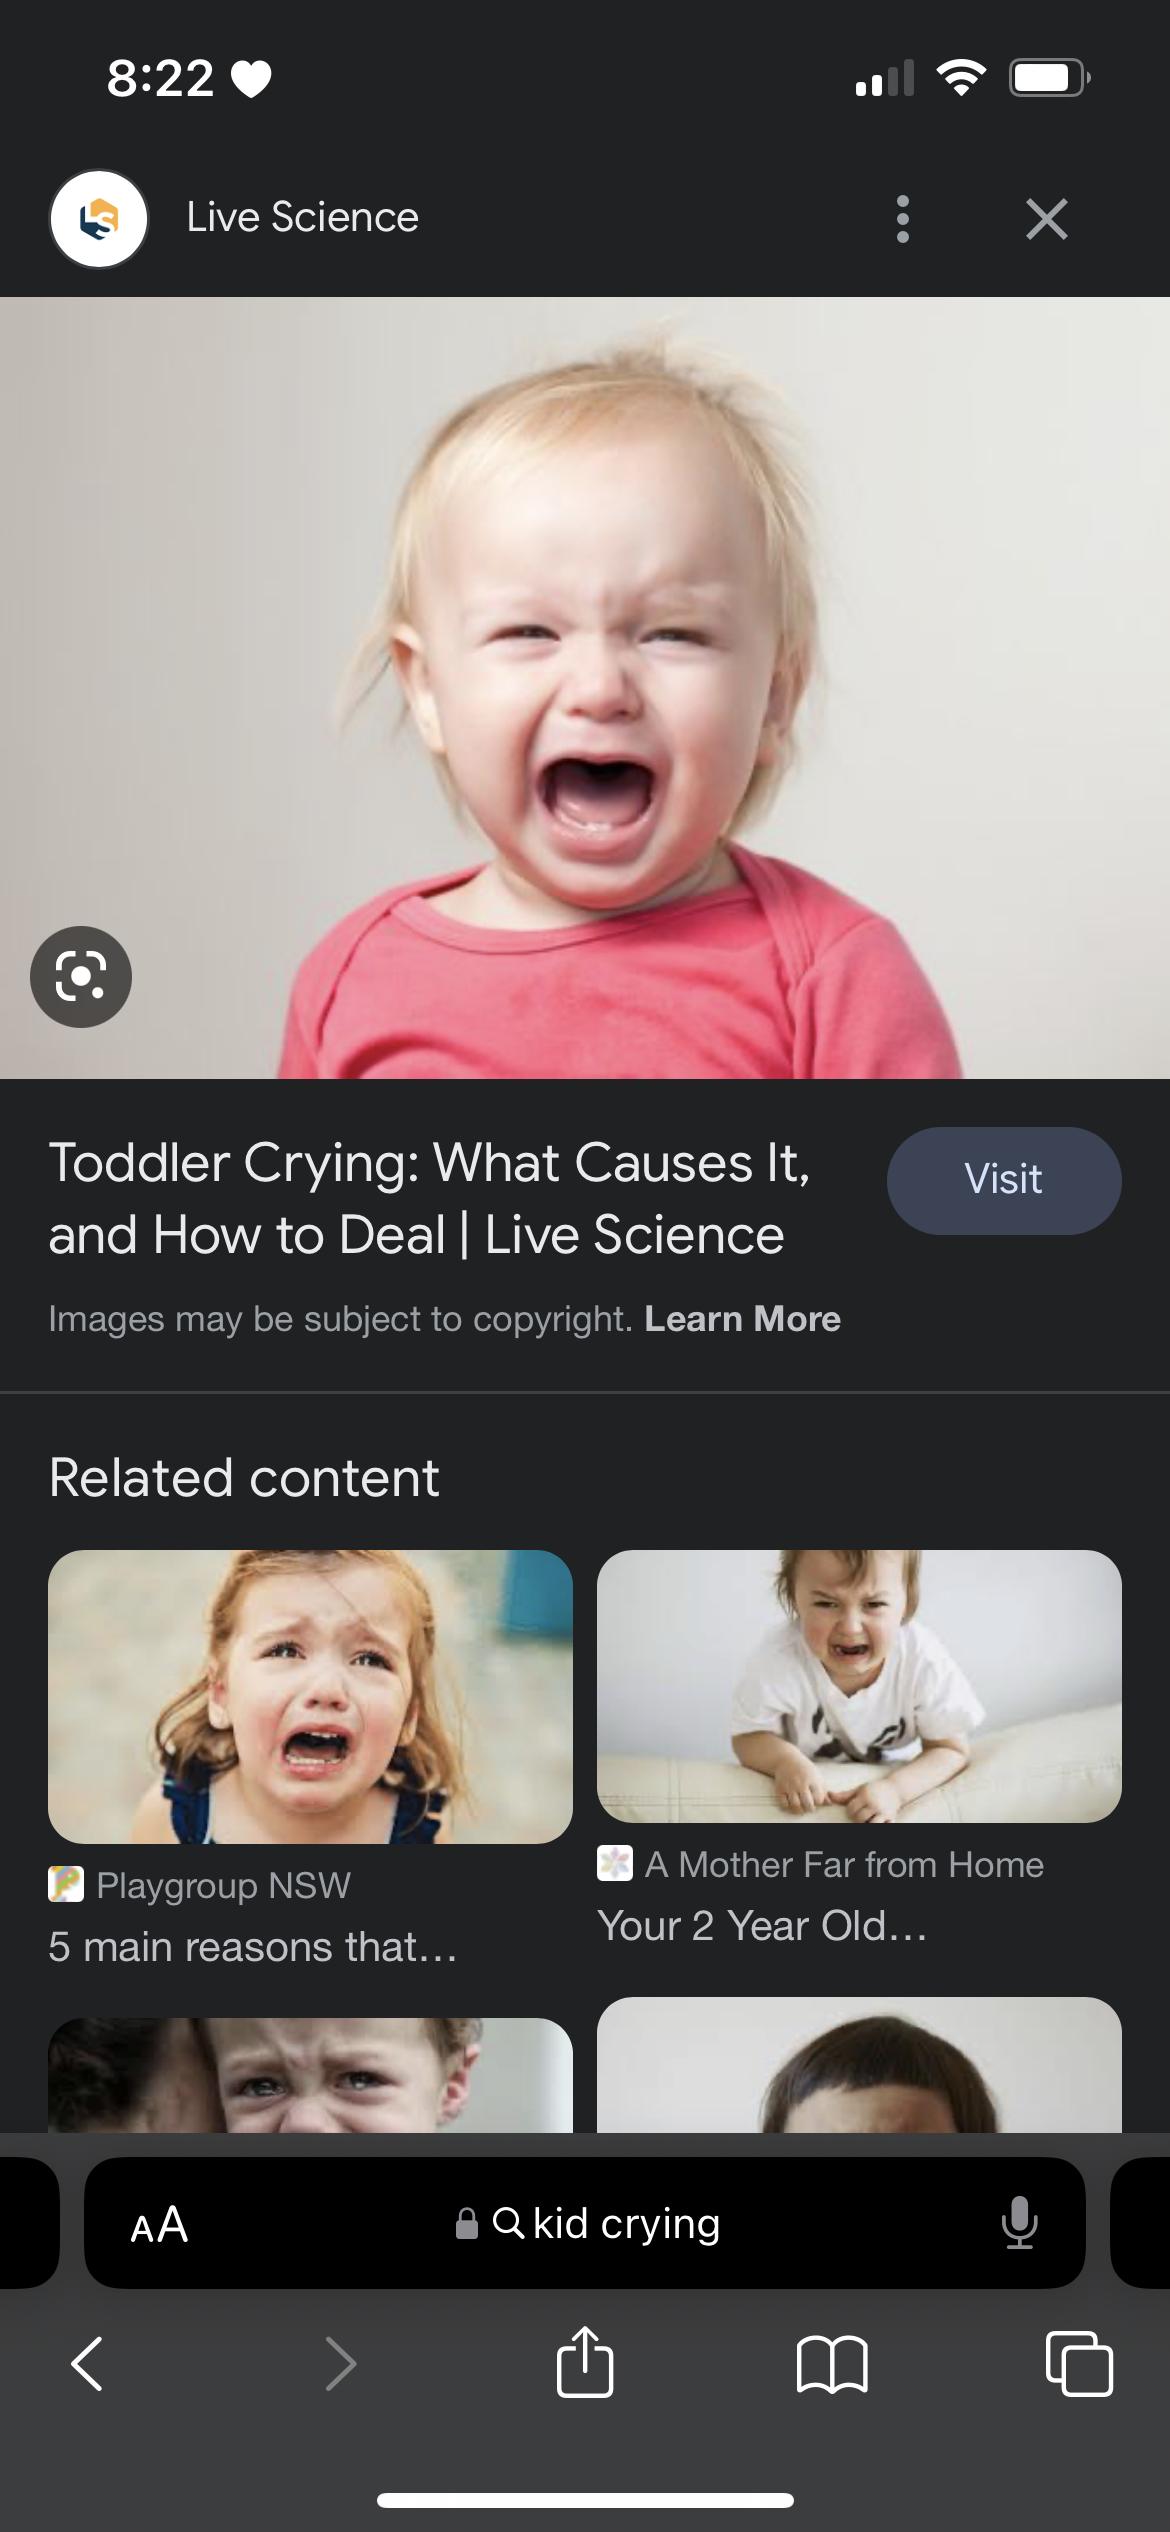 8:22
Live Science
Toddler Crying: What Causes It,
and How to Deal | Live Science
Visit
Images may be subject to copyright. Learn More
Related content
Playgroup NSW
5 main reasons that...
A Mother Far from Home
Your 2 Year Old...
AA
kid crying